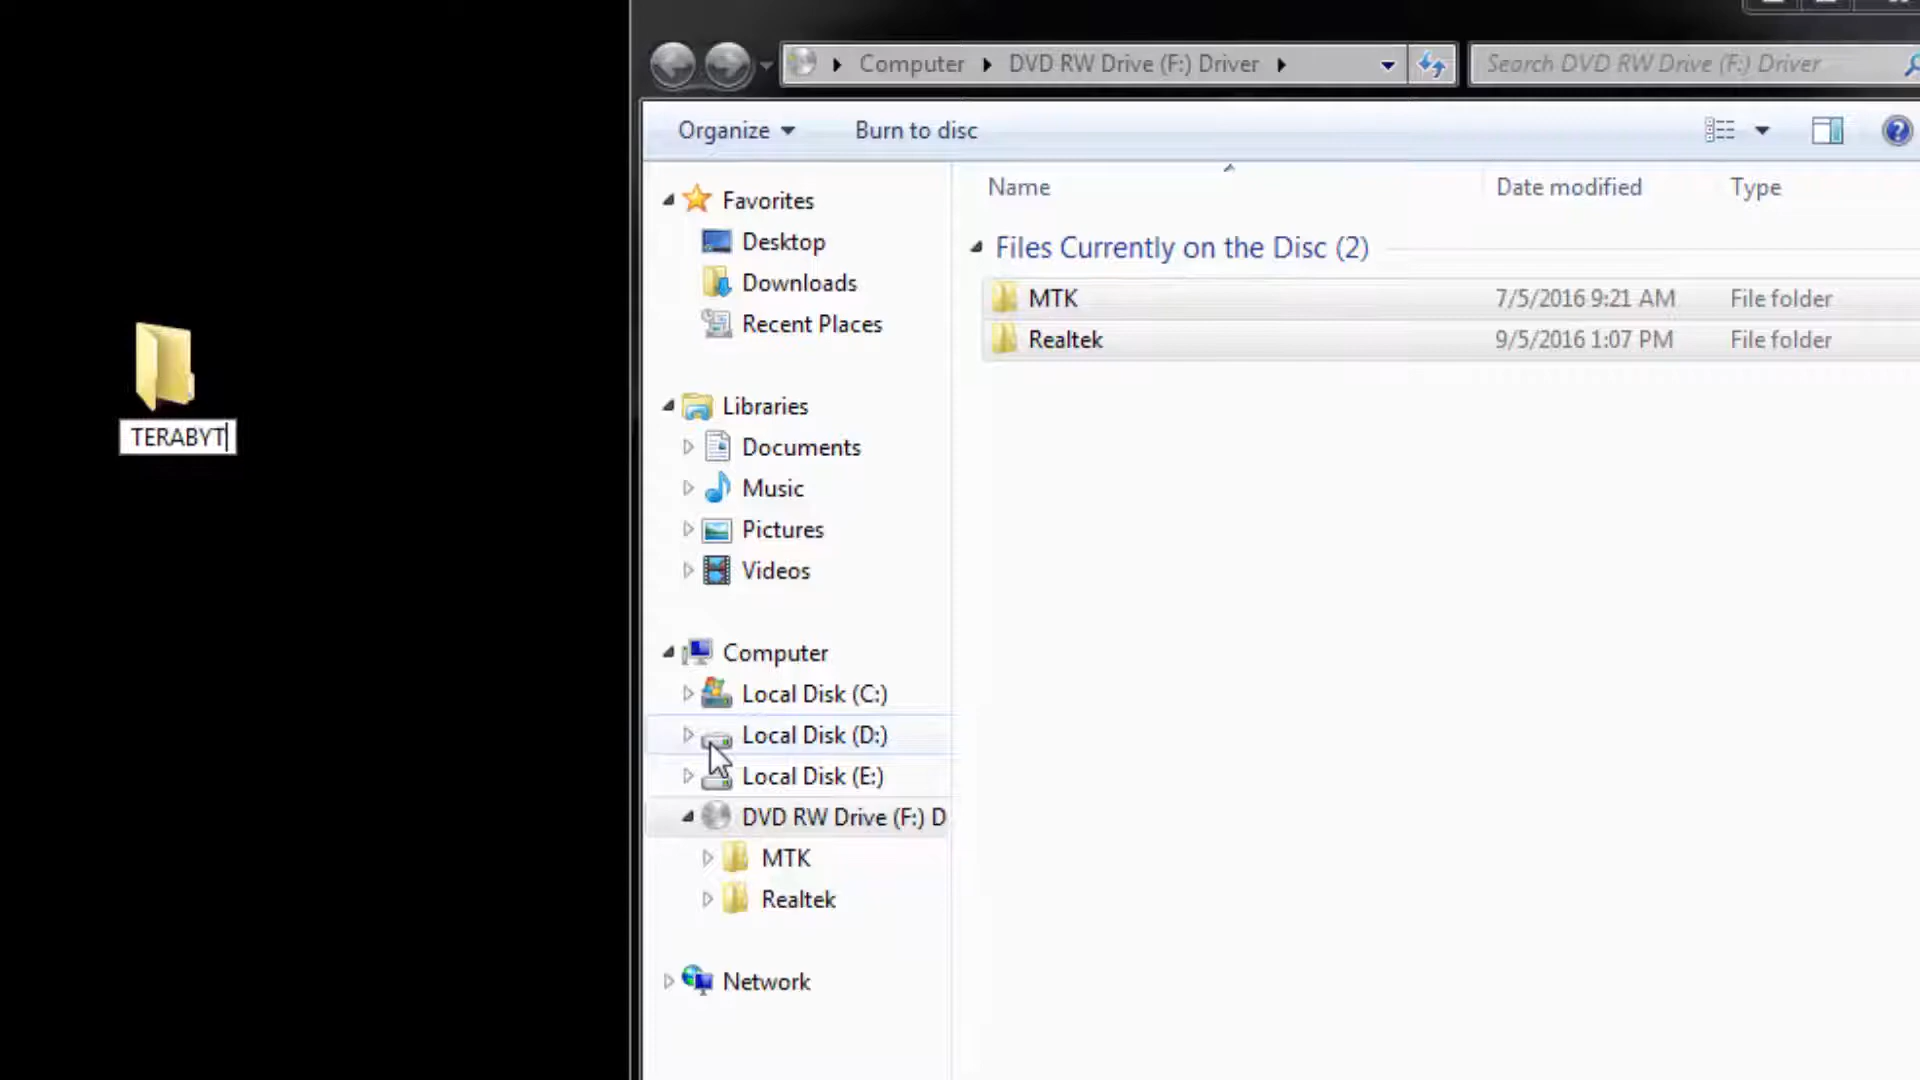 Computer DVD RW Drive (F:) Driver Search DVD RW Drive (F:) Driver
Organize Burn to disc
Name Date modified Type
Favorites
Desktop
Downloads
Recent Places
Libraries
Documents
Music
Pictures
Videos
Computer
Local Disk (C:)
Local Disk (D:)
Local Disk (E:)
DVD RW Drive (F:) D
MTK
Realtek
Network
Files Currently on the Disc (2)
MTK 7/5/2016 9:21 AM File folder
Realtek 9/5/2016 1:07 PM File folder
TERABYT